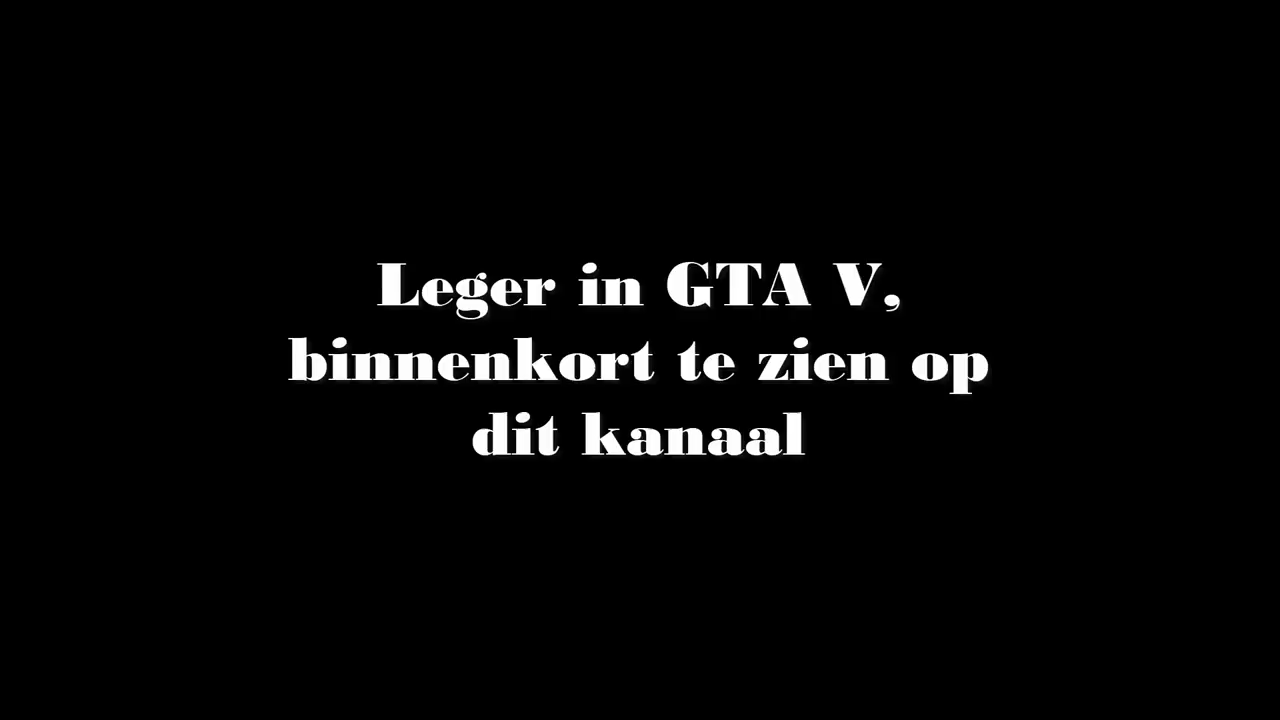 Leger in GTA V,
binnenkort te zien op
dit kanaal